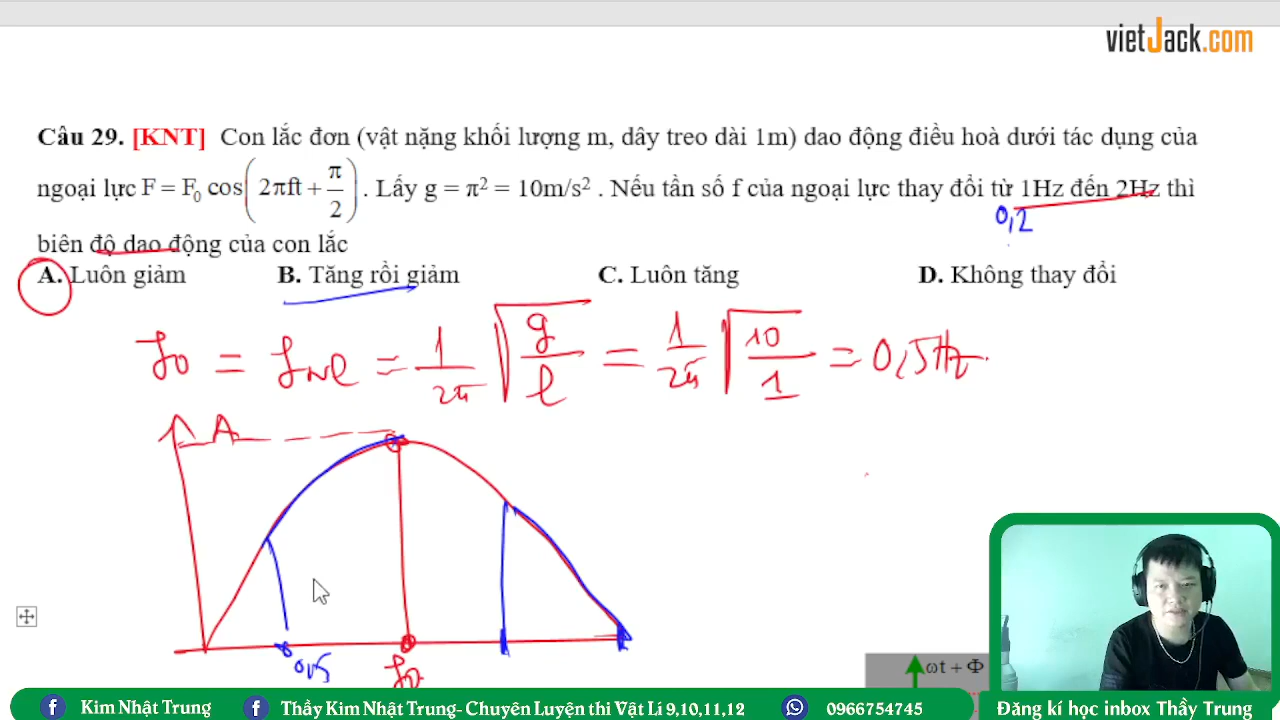 vietJack.com
Câu 29. [KNT] Con lắc đơn (vật nặng khối lượng m, dây treo dài 1m) dao động điều hoà dưới tác dụng của
ngoại lực F = F₀ cos(2πft + π/2). Lấy g = π² = 10m/s². Nếu tần số f của ngoại lực thay đổi từ 1Hz đến 2Hz thì
0,2
biên độ dao động của con lắc
A. Luôn giảm B. Tăng rồi giảm C. Luôn tăng D. Không thay đổi
f0 = fNl = 1/2π √g/l = 1/2π √10/1 = 0,5Hz
A
f0
ωt + Φ
Kim Nhật Trung Thầy Kim Nhật Trung- Chuyên Luyện thi Vật Lí 9,10,11,12 0966754745 Đăng kí học inbox Thầy Trung